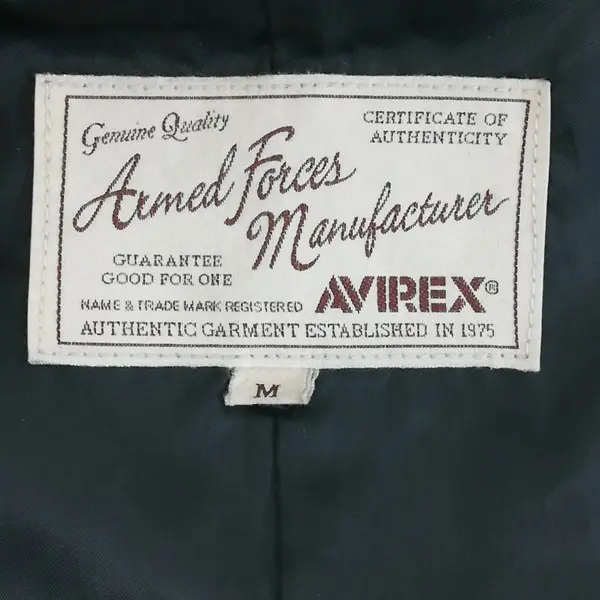 Genuine Quality
CERTIFICATE OF
AUTHENTICITY
Armed Forces
Manufacturer
GUARANTEE
GOOD FOR ONE
NAME & TRADE MARK REGISTERED
AVIREX®
AUTHENTIC GARMENT ESTABLISHED IN 1975
M